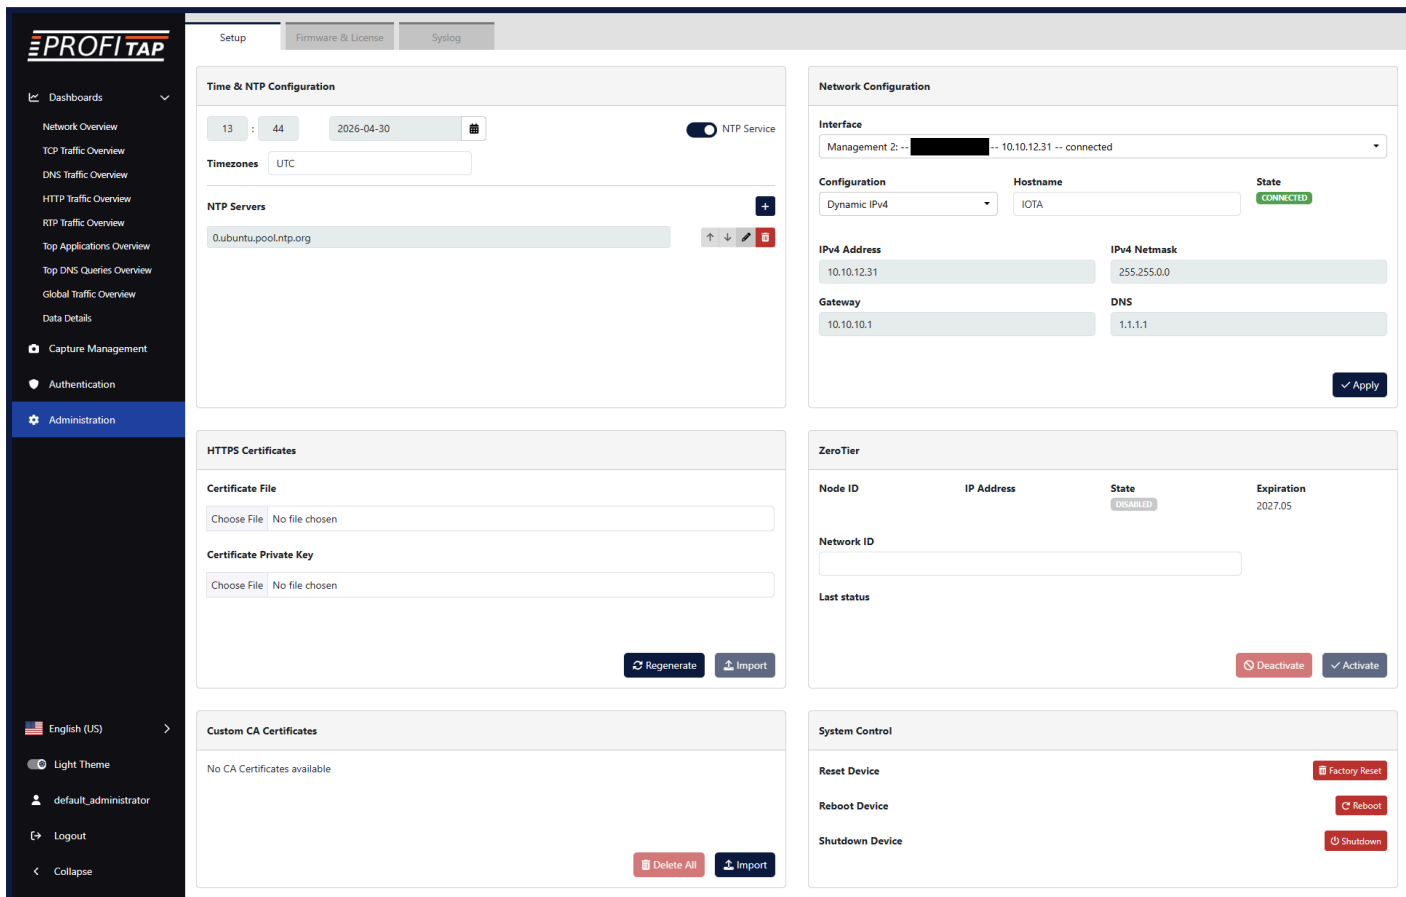 PROFITAP
Dashboards
Network Overview
TCP Traffic Overview
DNS Traffic Overview
HTTP Traffic Overview
RTP Traffic Overview
Top Applications Overview
Top DNS Queries Overview
Global Traffic Overview
Data Details
Capture Management
Authentication
Administration
English (US)
Light Theme
default_administrator
Logout
Collapse
Setup
Firmware & License
Syslog
Time & NTP Configuration
13 : 44 2026-04-30 NTP Service
Timezones UTC
NTP Servers
0.ubuntu.pool.ntp.org
Network Configuration
Interface
Management 2: -- -- 10.10.12.31 -- connected
Configuration Hostname State
Dynamic IPv4 IOTA CONNECTED
IPv4 Address IPv4 Netmask
10.10.12.31 255.255.0.0
Gateway DNS
10.10.10.1 1.1.1.1
Apply
HTTPS Certificates
Certificate File
Choose File No file chosen
Certificate Private Key
Choose File No file chosen
Regenerate Import
ZeroTier
Node ID IP Address State Expiration
DISABLED 2027.05
Network ID
Last status
Deactivate Activate
Custom CA Certificates
No CA Certificates available
Delete All Import
System Control
Reset Device Factory Reset
Reboot Device Reboot
Shutdown Device Shutdown